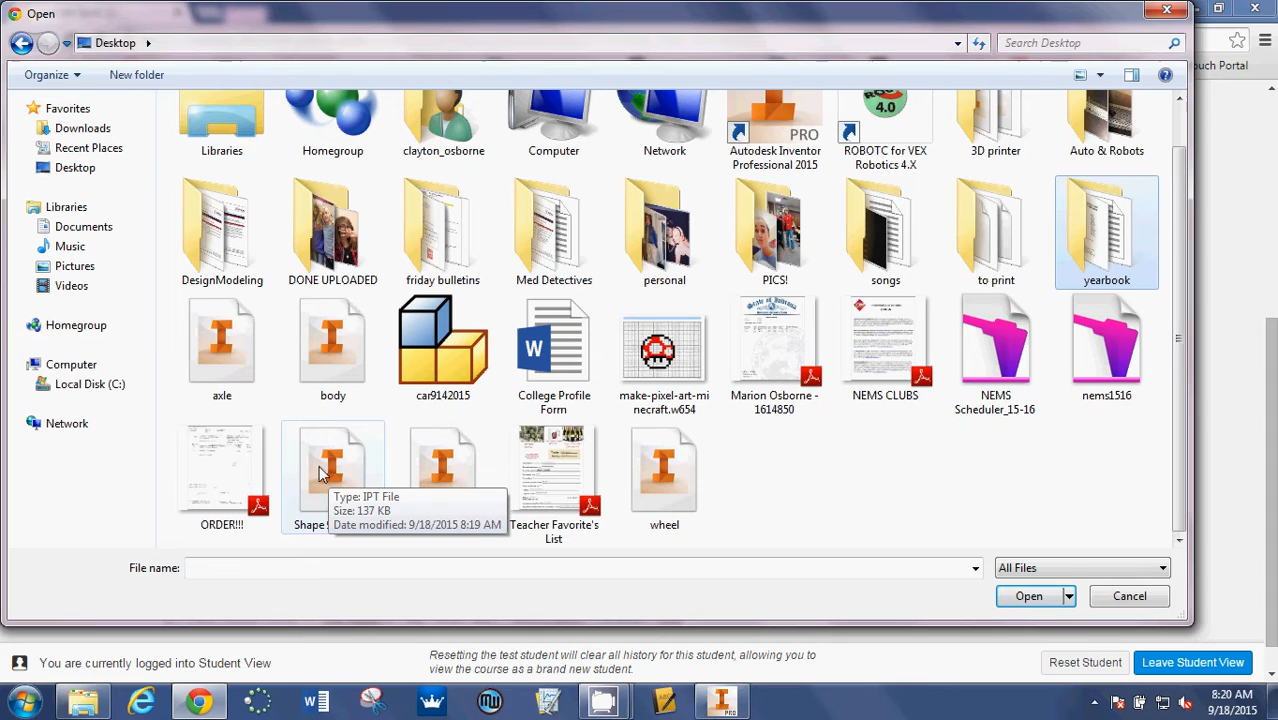 Open
Desktop
Search Desktop
Organize
New folder
ouch Portal
Favorites
Downloads
Recent Places
Desktop
Libraries
Documents
Music
Pictures
Videos
Homegroup
Computer
Local Disk (C:)
Network
Libraries
Homegroup
clayton_osborne
Computer
Network
PRO
Autodesk Inventor
Professional 2015
4.0
ROBOTC for VEX
Robotics 4.X
3D printer
Auto & Robots
DesignModeling
DONE UPLOADED
friday bulletins
Med Detectives
personal
PICS!
songs
to print
yearbook
axle
body
car9142015
W
College Profile
Form
make-pixel-art-mi
necraft.w654
Marion Osborne -
1614850
NEMS CLUBS
NEMS
Scheduler_15-16
nems1516
ORDER!!!
Shape
Type: IPT File
Size: 137 KB
Date modified: 9/18/2015 8:19 AM
Teacher Favorite's
List
wheel
File name:
All Files
Open
Cancel
You are currently logged into Student View
Resetting the test student will clear all history for this student, allowing you to
view the course as a brand new student.
Reset Student
Leave Student View
W
PRO
8:20 AM
9/18/2015